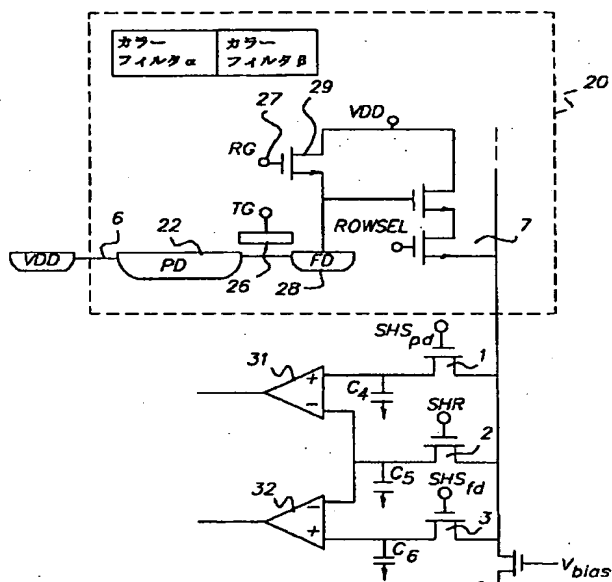 カラー
フィルタα
カラー
フィルタβ
20
27
29
VDD
RG
TG
ROWSEL
6
22
7
VDD
PD
26
FD
28
SHSpd
31
+
−
C4
1
SHR
32
C5
2
SHSfd
−
+
C6
3
Vbias